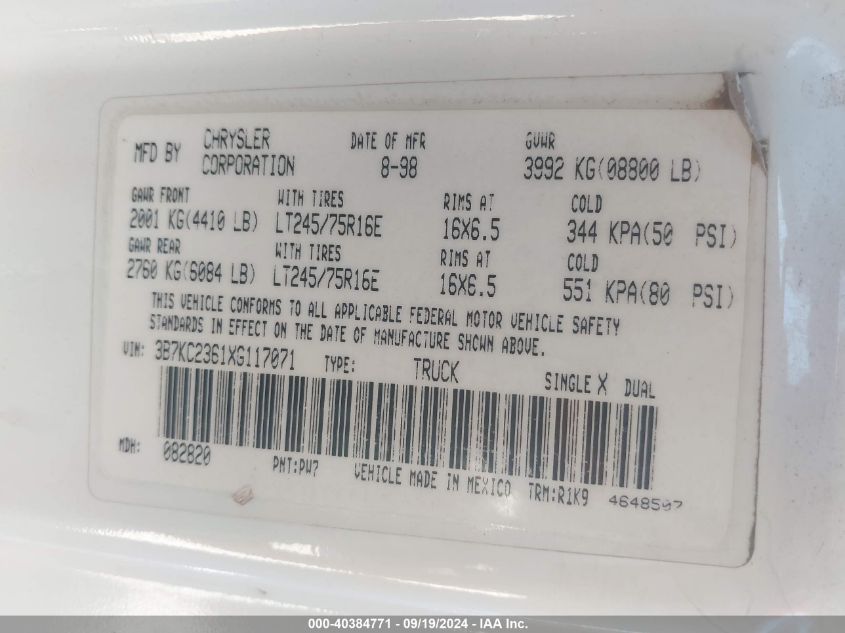 MFD BY CHRYSLER CORPORATION DATE OF MFR 8-98 GVWR 3992 KG(08800 LB)
GAWR FRONT WITH TIRES RIMS AT COLD
2001 KG(4410 LB) LT245/75R16E 16X6.5 344 KPA(50 PSI)
GAWR REAR WITH TIRES RIMS AT COLD
2760 KG(6084 LB) LT245/75R16E 16X6.5 551 KPA(80 PSI)
THIS VEHICLE CONFORMS TO ALL APPLICABLE FEDERAL MOTOR VEHICLE SAFETY
STANDARDS IN EFFECT ON THE DATE OF MANUFACTURE SHOWN ABOVE.
VIN: 3B7KC2361XG117071 TYPE: TRUCK SINGLE X DUAL
MDH: 082820 PNT:PW7 VEHICLE MADE IN MEXICO TRM:R1K9 4648507
000-40384771 - 09/19/2024 - IAA Inc.